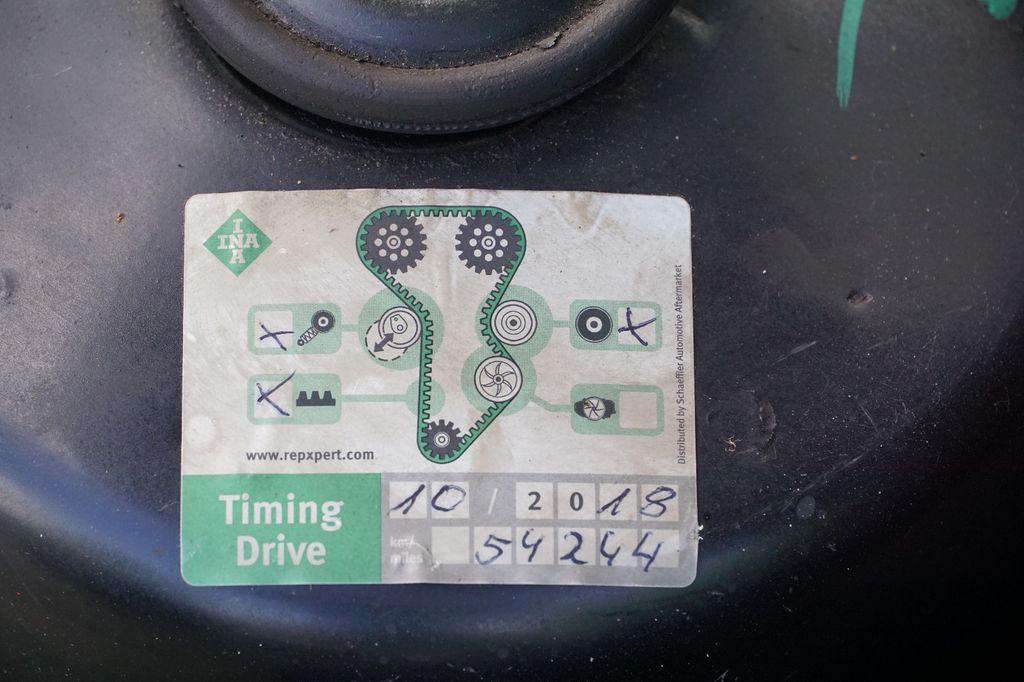 I
INA
A
X
X
X
www.repxpert.com
Distributed by Schaeffler Automotive Aftermarket
Timing
Drive
10 / 2018
km/
miles 54244